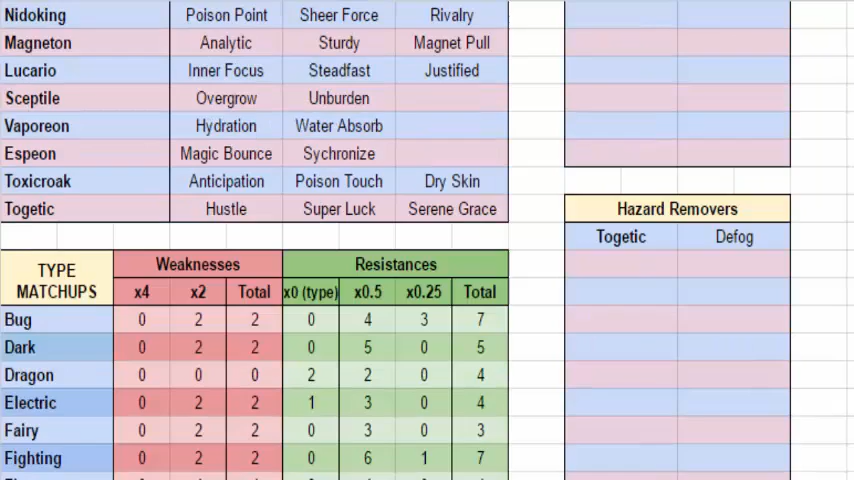 Nidoking Poison Point Sheer Force Rivalry
Magneton Analytic Sturdy Magnet Pull
Lucario Inner Focus Steadfast Justified
Sceptile Overgrow Unburden
Vaporeon Hydration Water Absorb
Espeon Magic Bounce Sychronize
Toxicroak Anticipation Poison Touch Dry Skin
Togetic Hustle Super Luck Serene Grace
Hazard Removers
Togetic Defog
TYPE MATCHUPS Weaknesses Resistances
x4 x2 Total x0 (type) x0.5 x0.25 Total
Bug 0 2 2 0 4 3 7
Dark 0 2 2 0 5 0 5
Dragon 0 0 0 2 2 0 4
Electric 0 2 2 1 3 0 4
Fairy 0 2 2 0 3 0 3
Fighting 0 2 2 0 6 1 7